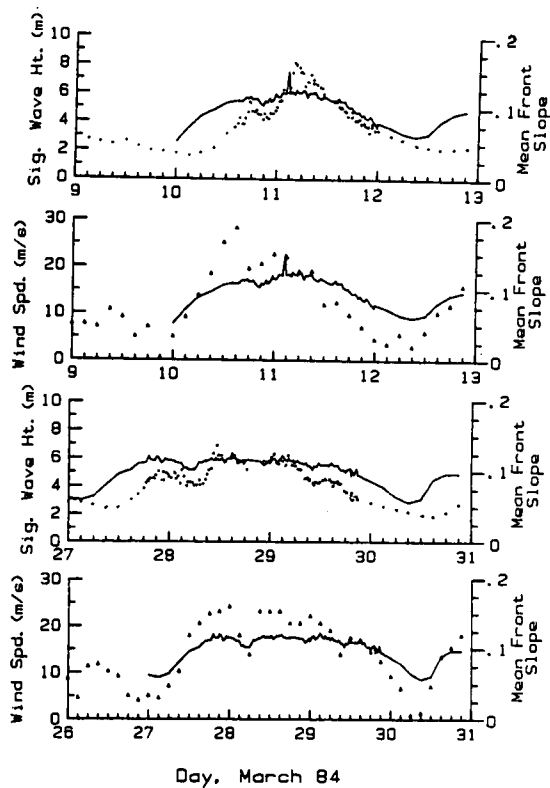 Sig. Wave Ht. (m)
10
8
6
4
2
0
.2
.1
0
Mean Front
Slope
9 10 11 12 13
Wind Spd. (m/s)
30
20
10
0
.2
.1
0
Mean Front
Slope
9 10 11 12 13
Sig. Wave Ht. (m)
10
8
6
4
2
0
.2
.1
0
Mean Front
Slope
27 28 29 30 31
Wind Spd. (m/s)
30
20
10
0
.2
.1
0
Mean Front
Slope
26 27 28 29 30 31
Day, March 84